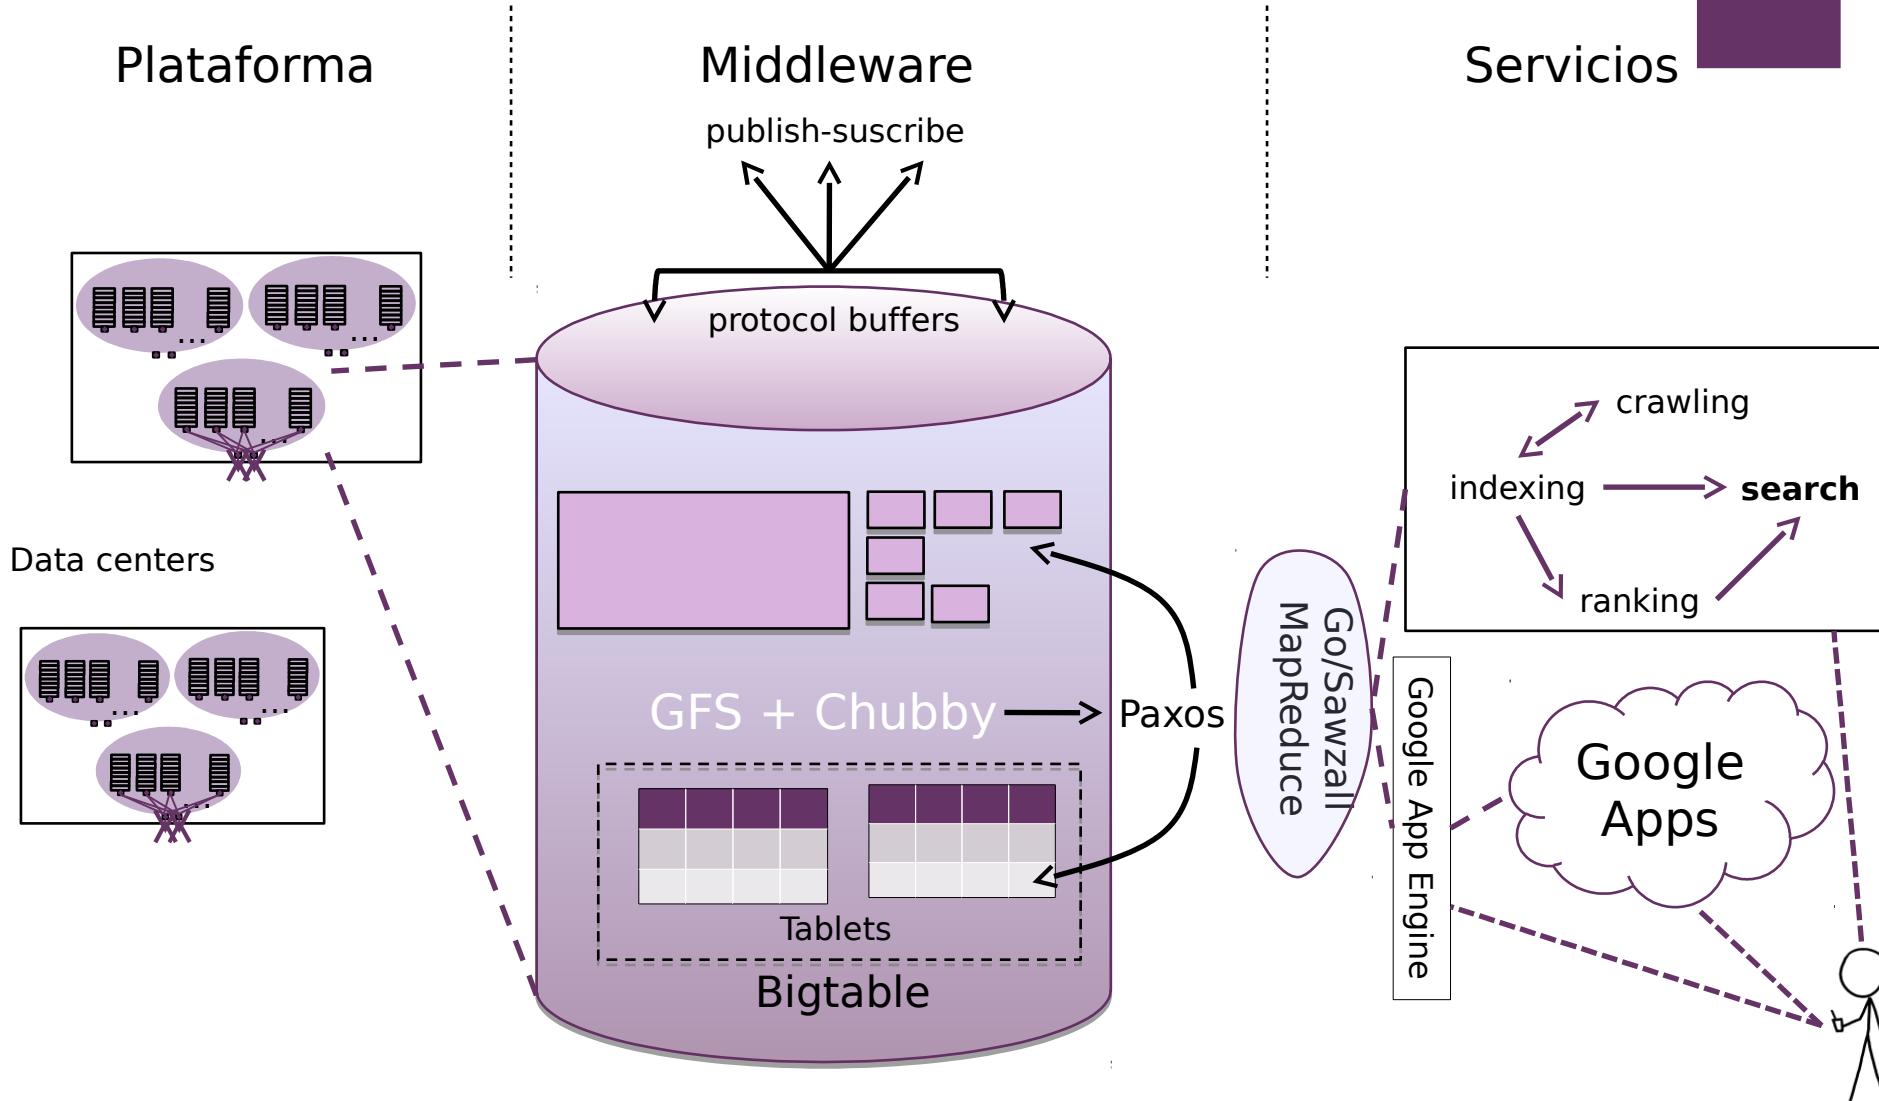 Plataforma
Middleware
Servicios
publish-suscribe
protocol buffers
Data centers
GFS + Chubby
Paxos
Tablets
Bigtable
Go/Sawzall
MapReduce
crawling
indexing
search
ranking
Google App Engine
Google
Apps